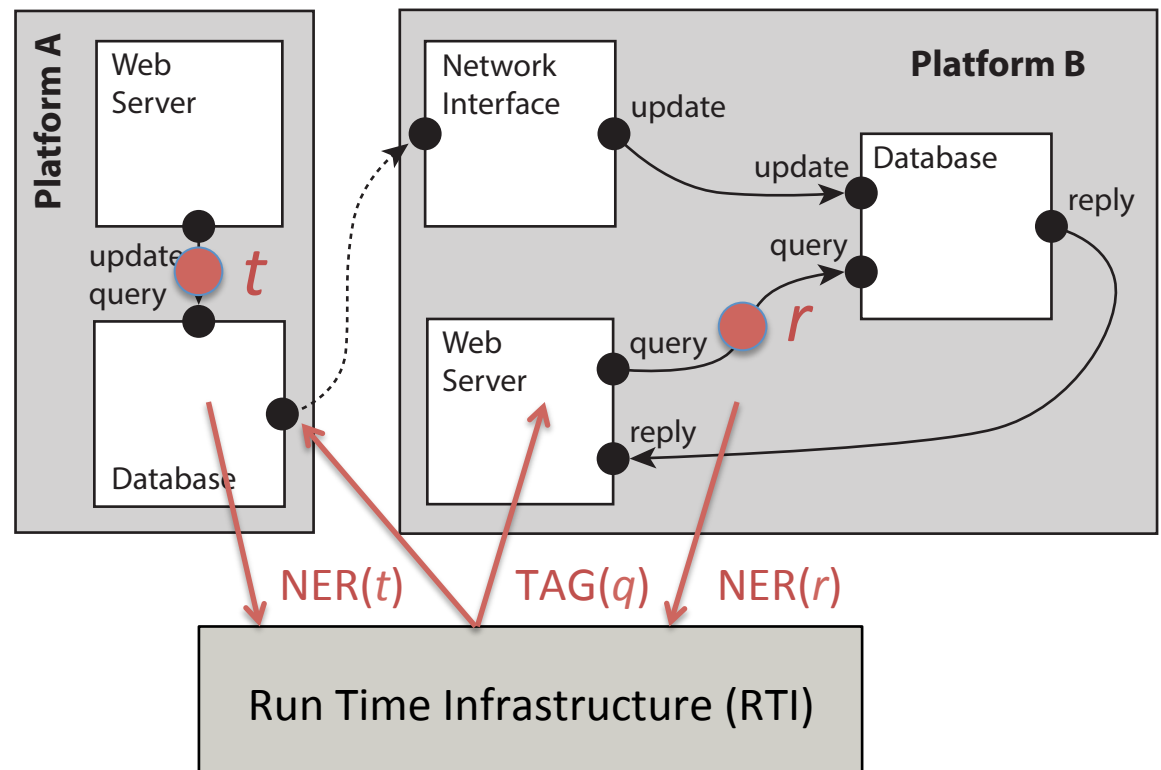 Platform A
Web
Server
update
query
t
Database
Platform B
Network
Interface
update
update
Database
query
reply
r
Web
Server
query
reply
NER(t)
TAG(q)
NER(r)
Run Time Infrastructure (RTI)